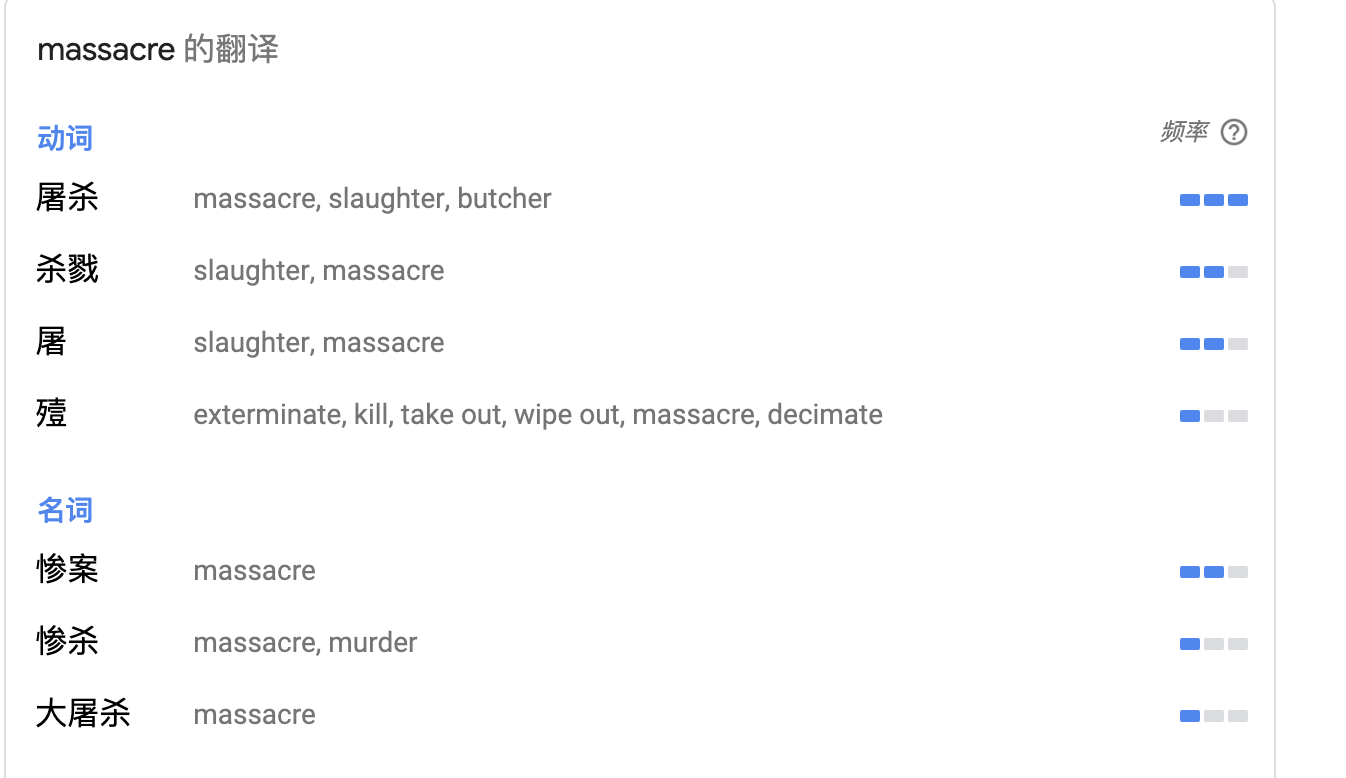 massacre 的翻译
动词 频率 ?
屠杀 massacre, slaughter, butcher
杀戮 slaughter, massacre
屠 slaughter, massacre
殪 exterminate, kill, take out, wipe out, massacre, decimate
名词
惨案 massacre
惨杀 massacre, murder
大屠杀 massacre